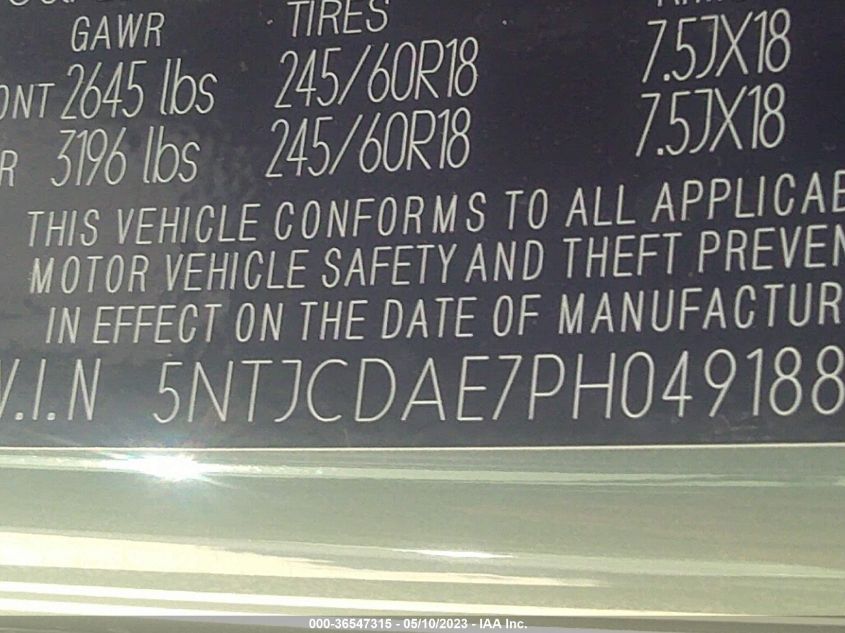 GAWR TIRES
ONT 2645 lbs 245/60R18 7.5JX18
R 3196 lbs 245/60R18 7.5JX18
THIS VEHICLE CONFORMS TO ALL APPLICAB
MOTOR VEHICLE SAFETY AND THEFT PREVEN
IN EFFECT ON THE DATE OF MANUFACTUR
V.I.N 5NTJCDAE7PH049188
000-36547315 - 05/10/2023 - IAA Inc.